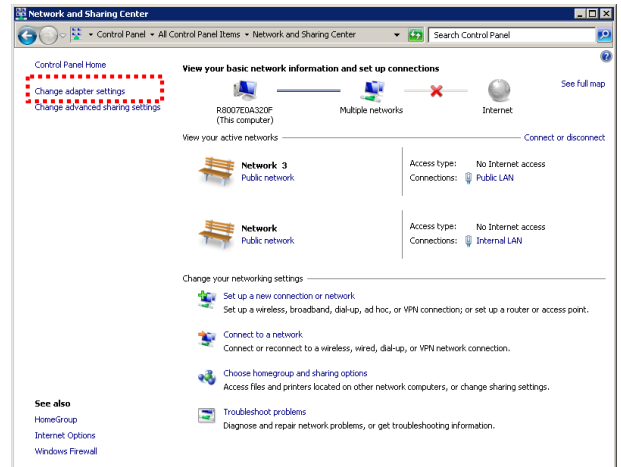 Network and Sharing Center
Control Panel ▾ All Control Panel Items ▾ Network and Sharing Center
Search Control Panel
Control Panel Home
Change adapter settings
Change advanced sharing settings
View your basic network information and set up connections
See full map
R8007E0A320F
(This computer)
Multiple networks
Internet
View your active networks
Connect or disconnect
Network 3
Public network
Access type: No Internet access
Connections: Public LAN
Network
Public network
Access type: No Internet access
Connections: Internal LAN
Change your networking settings
Set up a new connection or network
Set up a wireless, broadband, dial-up, ad hoc, or VPN connection; or set up a router or access point.
Connect to a network
Connect or reconnect to a wireless, wired, dial-up, or VPN network connection.
Choose homegroup and sharing options
Access files and printers located on other network computers, or change sharing settings.
Troubleshoot problems
Diagnose and repair network problems, or get troubleshooting information.
See also
HomeGroup
Internet Options
Windows Firewall